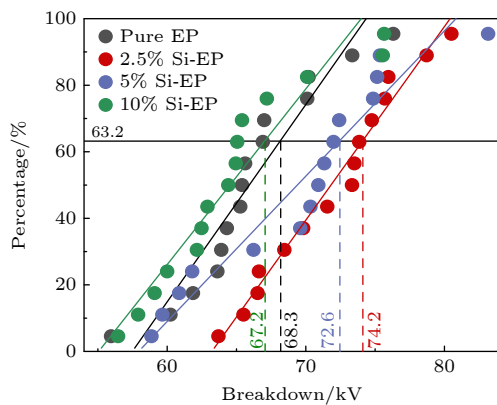 100
80
60
40
20
0
Percentage/%
Pure EP
2.5% Si-EP
5% Si-EP
10% Si-EP
63.2
67.2
68.3
72.6
74.2
60
70
80
Breakdown/kV